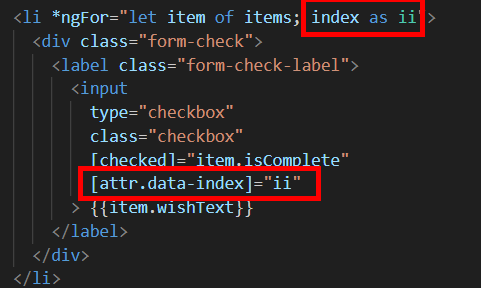 <li *ngFor="let item of items; index as ii">
<div class="form-check">
<label class="form-check-label">
<input
type="checkbox"
class="checkbox"
[checked]="item.isComplete"
[attr.data-index]="ii"
> {{item.wishText}}
</label>
</div>
</li>